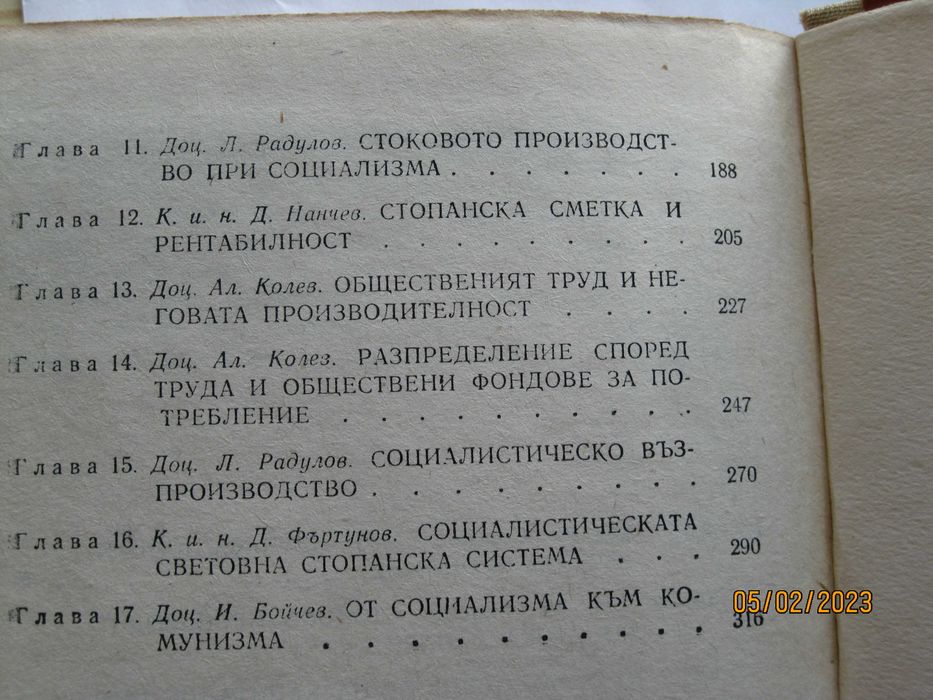 Глава 11. Доц. Л. Радулов. СТОКОВОТО ПРОИЗВОДСТ-
ВО ПРИ СОЦИАЛИЗМА . . . . . . . 188
Глава 12. К. и. н. Д. Нанчев. СТОПАНСКА СМЕТКА И
РЕНТАБИЛНОСТ . . . . . . . . . 205
Глава 13. Доц. Ал. Колев. ОБЩЕСТВЕНИЯТ ТРУД И НЕ-
ГОВАТА ПРОИЗВОДИТЕЛНОСТ . . . . 227
Глава 14. Доц. Ал. Колез. РАЗПРЕДЕЛЕНИЕ СПОРЕД
ТРУДА И ОБЩЕСТВЕНИ ФОНДОВЕ ЗА ПО-
ТРЕБЛЕНИЕ . . . . . . . . . . 247
Глава 15. Доц. Л. Радулов. СОЦИАЛИСТИЧЕСКО ВЪЗ-
ПРОИЗВОДСТВО . . . . . . . . . 270
Глава 16. К. и. н. Д. Фъртунов. СОЦИАЛИСТИЧЕСКАТА
СВЕТОВНА СТОПАНСКА СИСТЕМА . . . 290
Глава 17. Доц. И. Бойчев. ОТ СОЦИАЛИЗМА КЪМ КО-
МУНИЗМА . . . . . . . . . . 316
05/02/2023